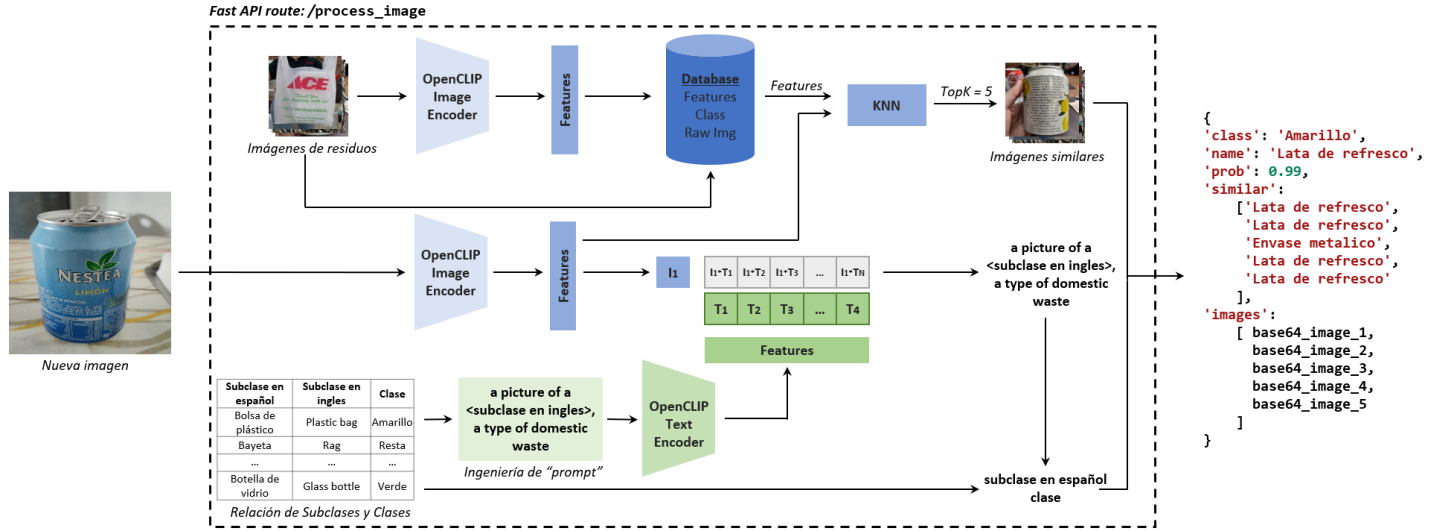 Fast API route: /process_image
ACE
Imágenes de residuos
OpenCLIP
Image
Encoder
Features
Database
Features
Class
Raw Img
Features
KNN
TopK = 5
Imágenes similares
NESTEA
LIMÓN
Nueva imagen
OpenCLIP
Image
Encoder
Features
I1
I1•T1 I1•T2 I1•T3 ... I1•TN
T1 T2 T3 ... T4
Features
a picture of a
<subclase en ingles>,
a type of domestic
waste
Subclase en español Subclase en ingles Clase
Bolsa de plástico Plastic bag Amarillo
Bayeta Rag Resta
... ... ...
Botella de vidrio Glass bottle Verde
Relación de Subclases y Clases
a picture of a
<subclase en ingles>,
a type of domestic
waste
Ingeniería de “prompt”
OpenCLIP
Text
Encoder
subclase en español
clase
{
'class': 'Amarillo',
'name': 'Lata de refresco',
'prob': 0.99,
'similar':
['Lata de refresco',
'Lata de refresco',
'Envase metalico',
'Lata de refresco',
'Lata de refresco'
],
'images':
[ base64_image_1,
base64_image_2,
base64_image_3,
base64_image_4,
base64_image_5
]
}